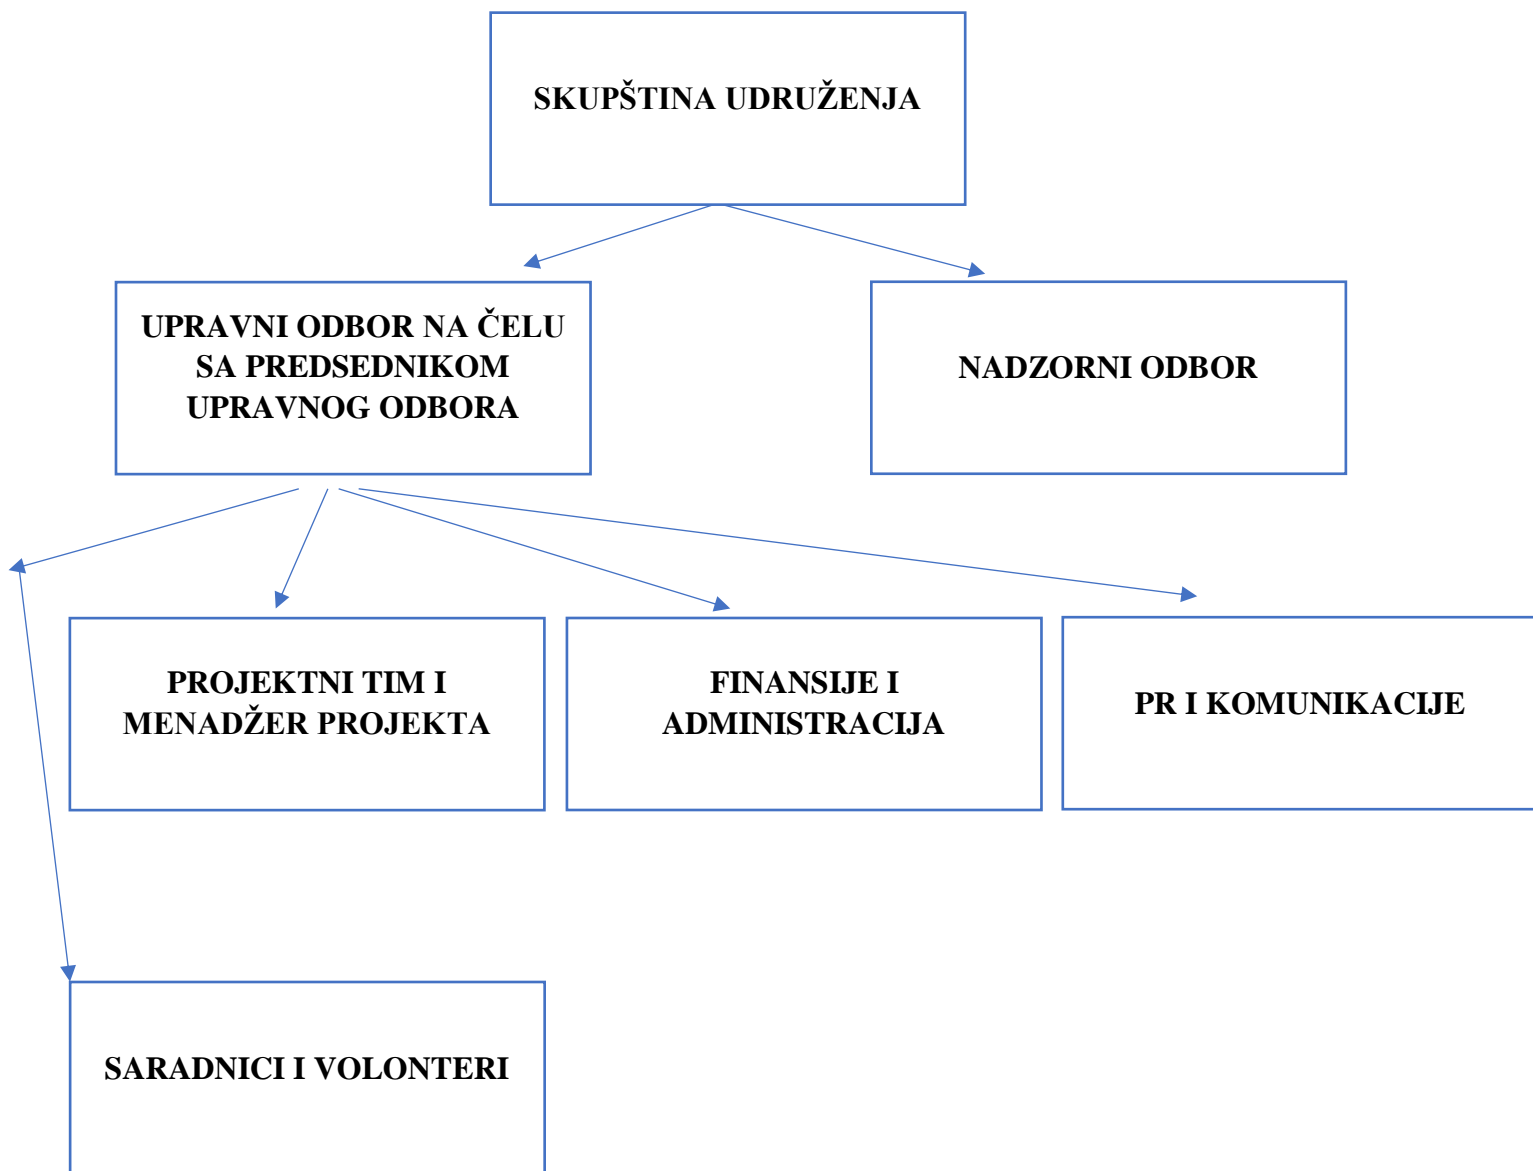 SKUPŠTINA UDRUŽENJA
UPRAVNI ODBOR NA ČELU
SA PREDSEDNIKOM
UPRAVNOG ODBORA
NADZORNI ODBOR
PROJEKTNI TIM I
MENADŽER PROJEKTA
FINANSIJE I
ADMINISTRACIJA
PR I KOMUNIKACIJE
SARADNICI I VOLONTERI